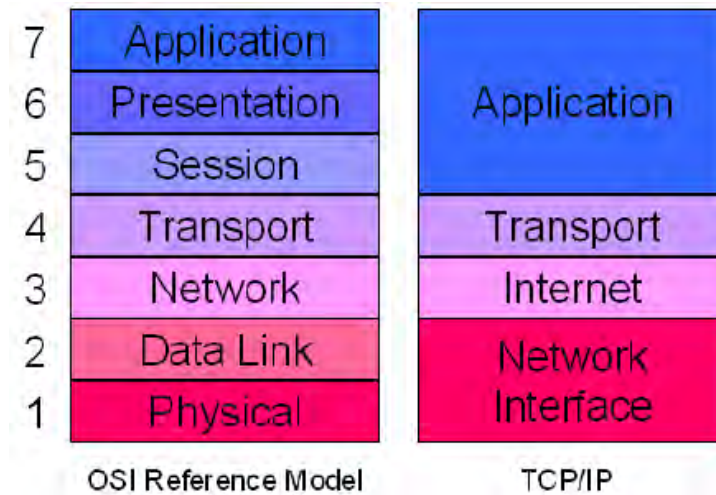 7 Application
6 Presentation
5 Session
4 Transport
3 Network
2 Data Link
1 Physical
OSI Reference Model
Application
Transport
Internet
Network
Interface
TCP/IP